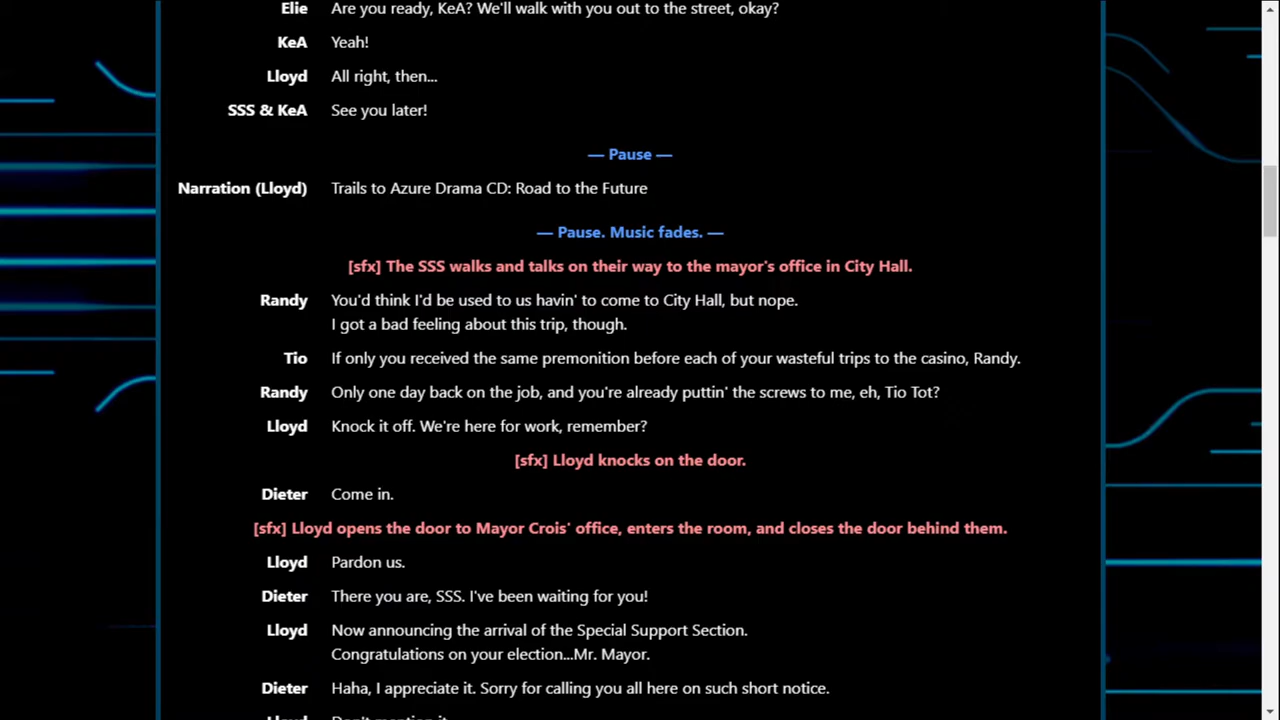 Elie Are you ready, KeA? We'll walk with you out to the street, okay?
KeA Yeah!
Lloyd All right, then...
SSS & KeA See you later!
— Pause —
Narration (Lloyd) Trails to Azure Drama CD: Road to the Future
— Pause. Music fades. —
[sfx] The SSS walks and talks on their way to the mayor's office in City Hall.
Randy You'd think I'd be used to us havin' to come to City Hall, but nope.
I got a bad feeling about this trip, though.
Tio If only you received the same premonition before each of your wasteful trips to the casino, Randy.
Randy Only one day back on the job, and you're already puttin' the screws to me, eh, Tio Tot?
Lloyd Knock it off. We're here for work, remember?
[sfx] Lloyd knocks on the door.
Dieter Come in.
[sfx] Lloyd opens the door to Mayor Crois' office, enters the room, and closes the door behind them.
Lloyd Pardon us.
Dieter There you are, SSS. I've been waiting for you!
Lloyd Now announcing the arrival of the Special Support Section.
Congratulations on your election...Mr. Mayor.
Dieter Haha, I appreciate it. Sorry for calling you all here on such short notice.
Lloyd Don't mention it